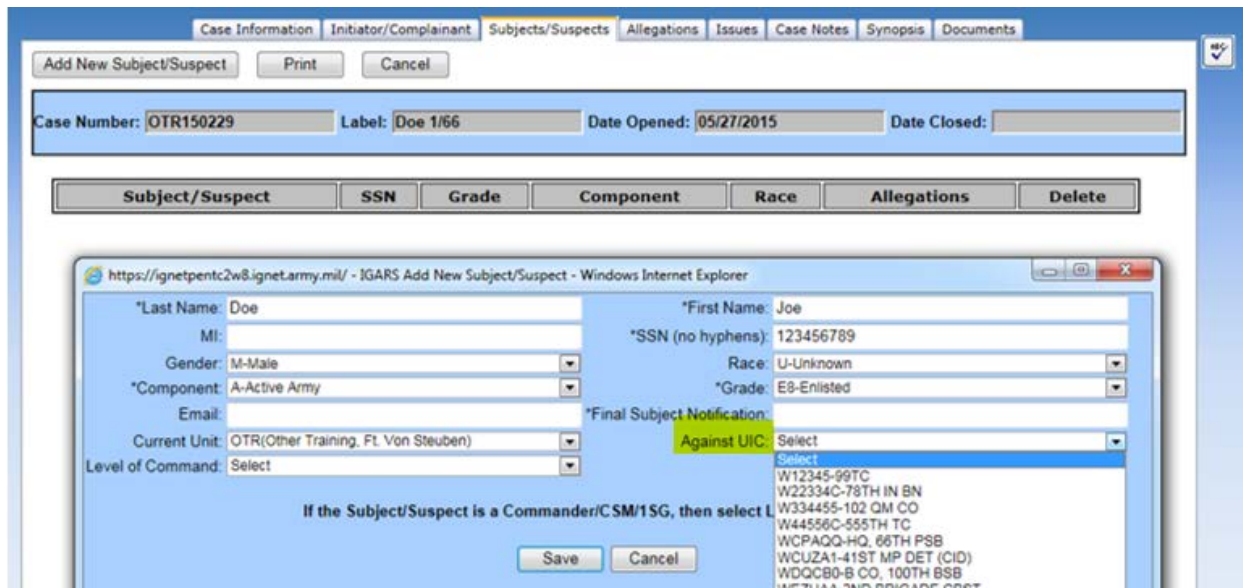 Case Information Initiator/Complainant Subjects/Suspects Allegations Issues Case Notes Synopsis Documents
Add New Subject/Suspect Print Cancel
ABC
Case Number: OTR150229 Label: Doe 1/66 Date Opened: 05/27/2015 Date Closed:
Subject/Suspect SSN Grade Component Race Allegations Delete
https://ignetpentc2w8.ignet.army.mil/ - IGARS Add New Subject/Suspect - Windows Internet Explorer
*Last Name: Doe *First Name: Joe
MI: *SSN (no hyphens): 123456789
Gender: M-Male Race: U-Unknown
*Component: A-Active Army *Grade: E8-Enlisted
Email: *Final Subject Notification:
Current Unit: OTR(Other Training, Ft. Von Steuben) Against UIC: Select
Level of Command: Select Select
W12345-99TC
W22334C-78TH IN BN
If the Subject/Suspect is a Commander/CSM/1SG, then select L W334455-102 QM CO
W44556C-555TH TC
WCPAQQ-HQ, 66TH PSB
Save Cancel WCUZA1-41ST MP DET (CID)
WDQCB0-B CO, 100TH BSB